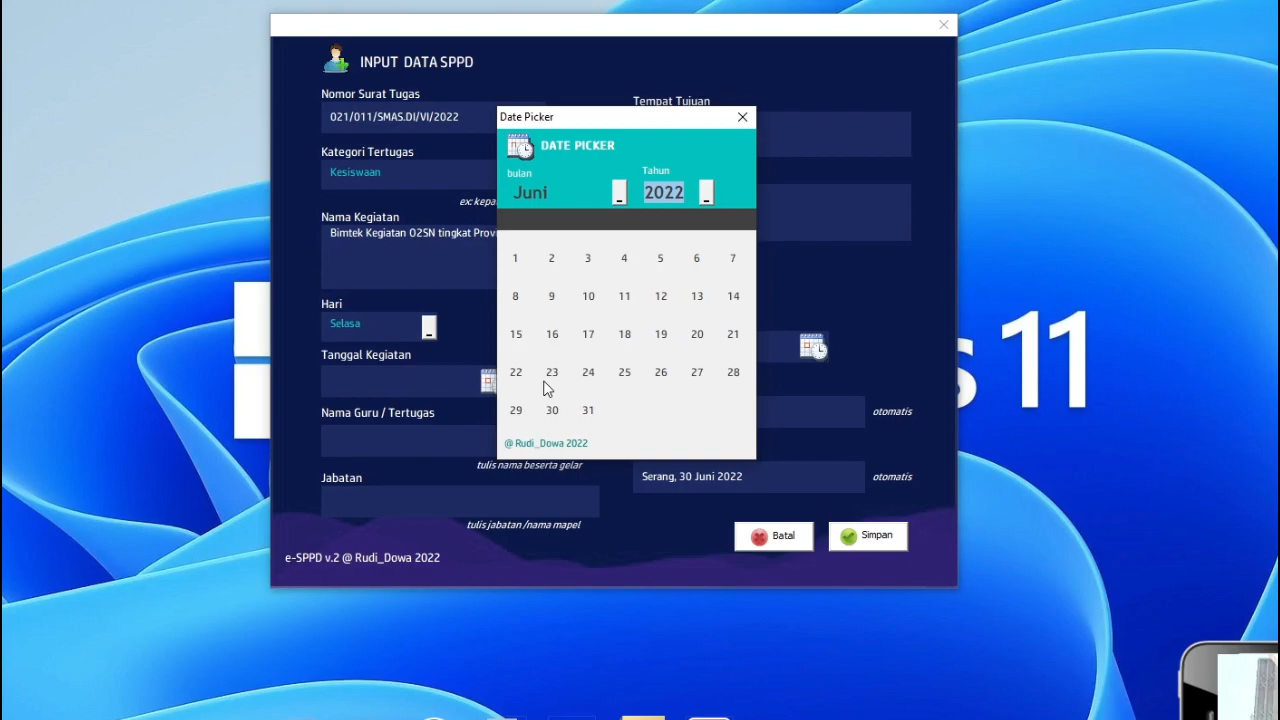 INPUT DATA SPPD
Nomor Surat Tugas
021/011/SMAS.DI/VI/2022
Kategori Tertugas
Kesiswaan
ex: kepa
Nama Kegiatan
Bimtek Kegiatan O2SN tingkat Provi
Hari
Selasa
Tanggal Kegiatan
Nama Guru / Tertugas
tulis nama beserta gelar
Jabatan
tulis jabatan /nama mapel
e-SPPD v.2 @ Rudi_Dowa 2022
Tempat Tujuan
Date Picker
DATE PICKER
bulan
Tahun
Juni
2022
1 2 3 4 5 6 7
8 9 10 11 12 13 14
15 16 17 18 19 20 21
22 23 24 25 26 27 28
29 30 31
@ Rudi_Dowa 2022
otomatis
Serang, 30 Juni 2022
otomatis
Batal
Simpan
s 11